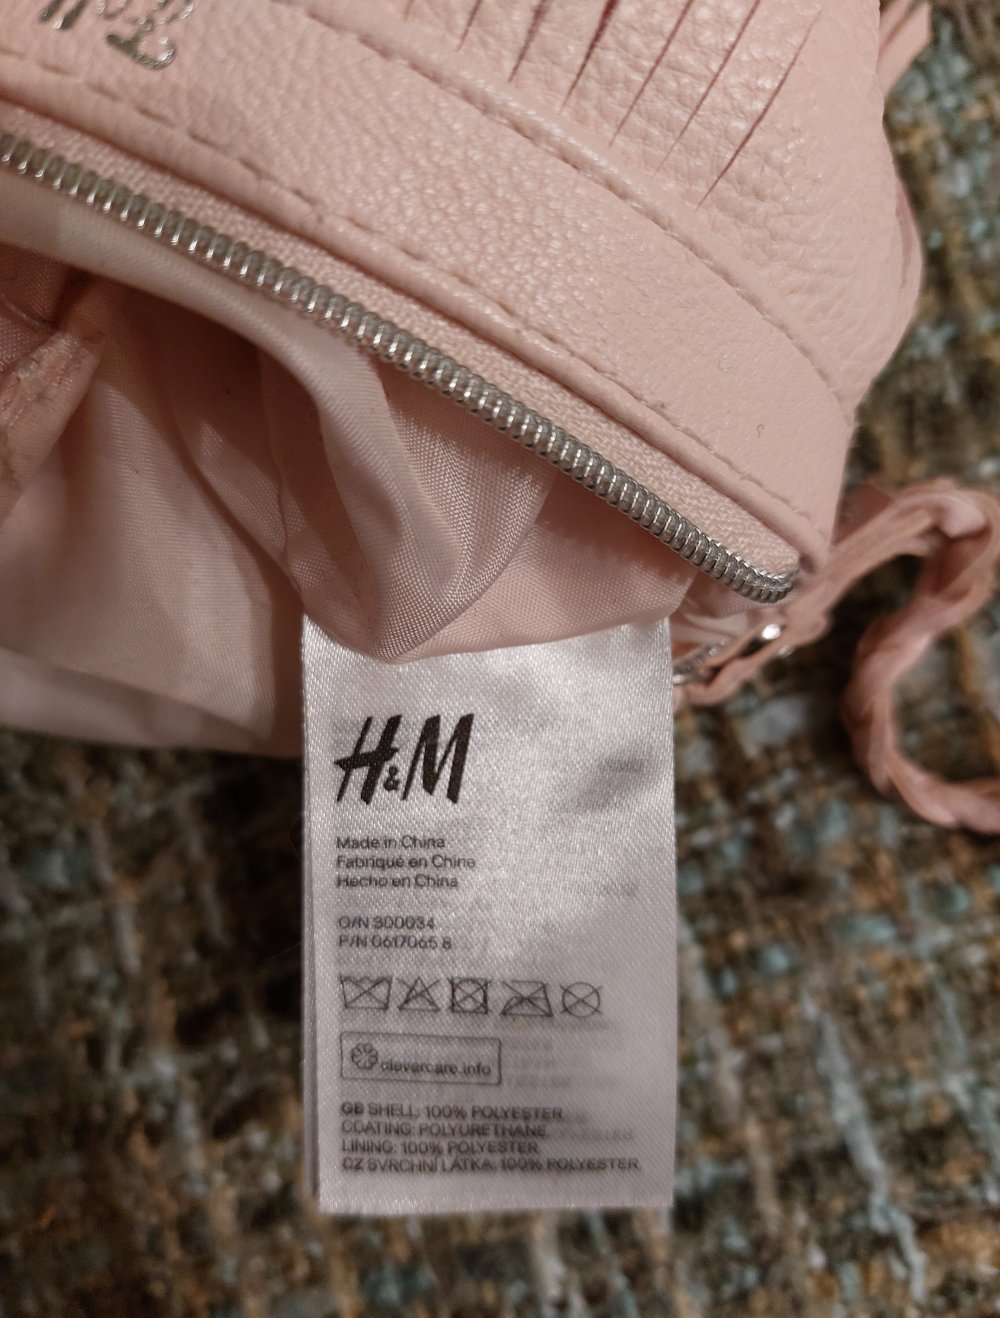 H&M
Made in China
Fabriqué en Chine
Hecho en China
O/N 300034
P/N 0617065 8
clevercare.info
GB SHELL: 100% POLYESTER
COATING: POLYURETHANE
LINING: 100% POLYESTER
CZ SVRCHNÍ LÁTKA: 100% POLYESTER